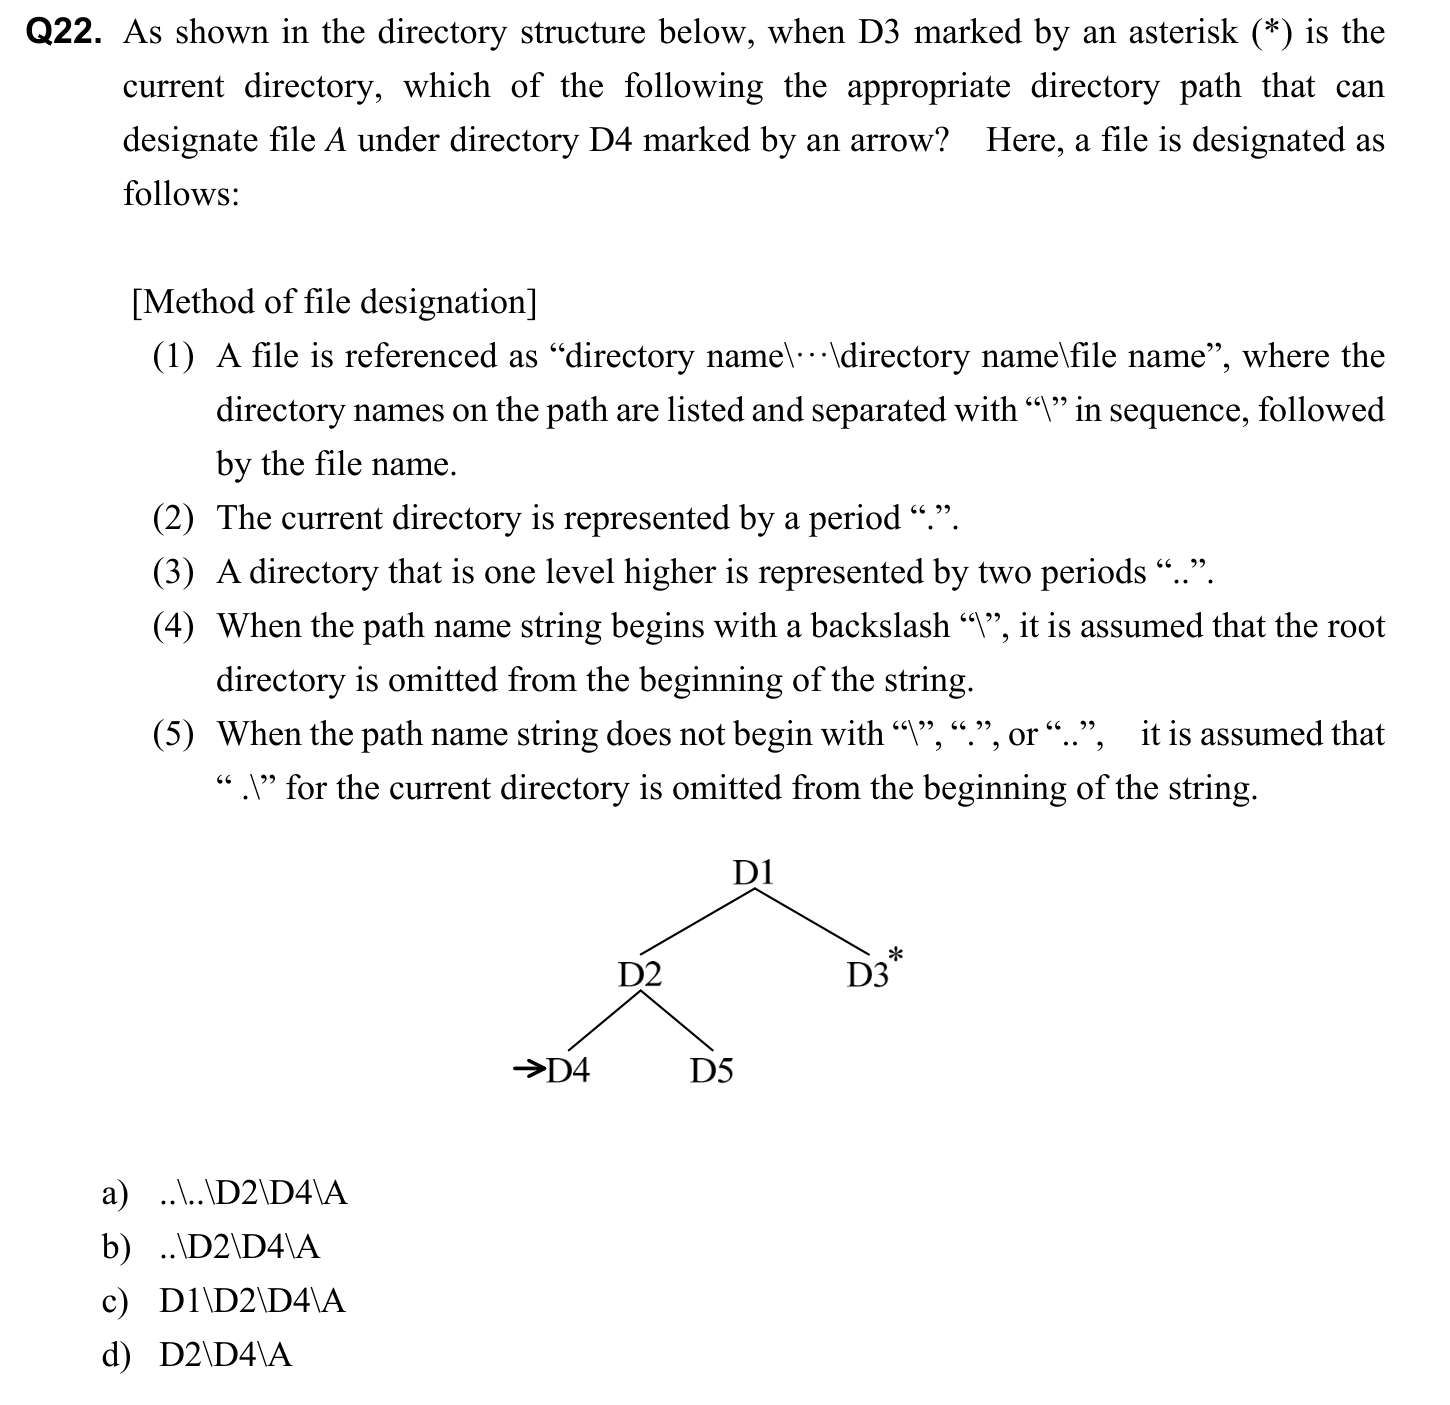 Q22. As shown in the directory structure below, when D3 marked by an asterisk (*) is the
current directory, which of the following the appropriate directory path that can
designate file A under directory D4 marked by an arrow? Here, a file is designated as
follows:
[Method of file designation]
(1) A file is referenced as “directory name\···\directory name\file name”, where the
directory names on the path are listed and separated with “\” in sequence, followed
by the file name.
(2) The current directory is represented by a period “.”.
(3) A directory that is one level higher is represented by two periods “..”.
(4) When the path name string begins with a backslash “\”, it is assumed that the root
directory is omitted from the beginning of the string.
(5) When the path name string does not begin with “\”, “.”, or “..”, it is assumed that
“ .\” for the current directory is omitted from the beginning of the string.
D1
D2 D3*
→D4 D5
a) ..\..\D2\D4\A
b) ..\D2\D4\A
c) D1\D2\D4\A
d) D2\D4\A